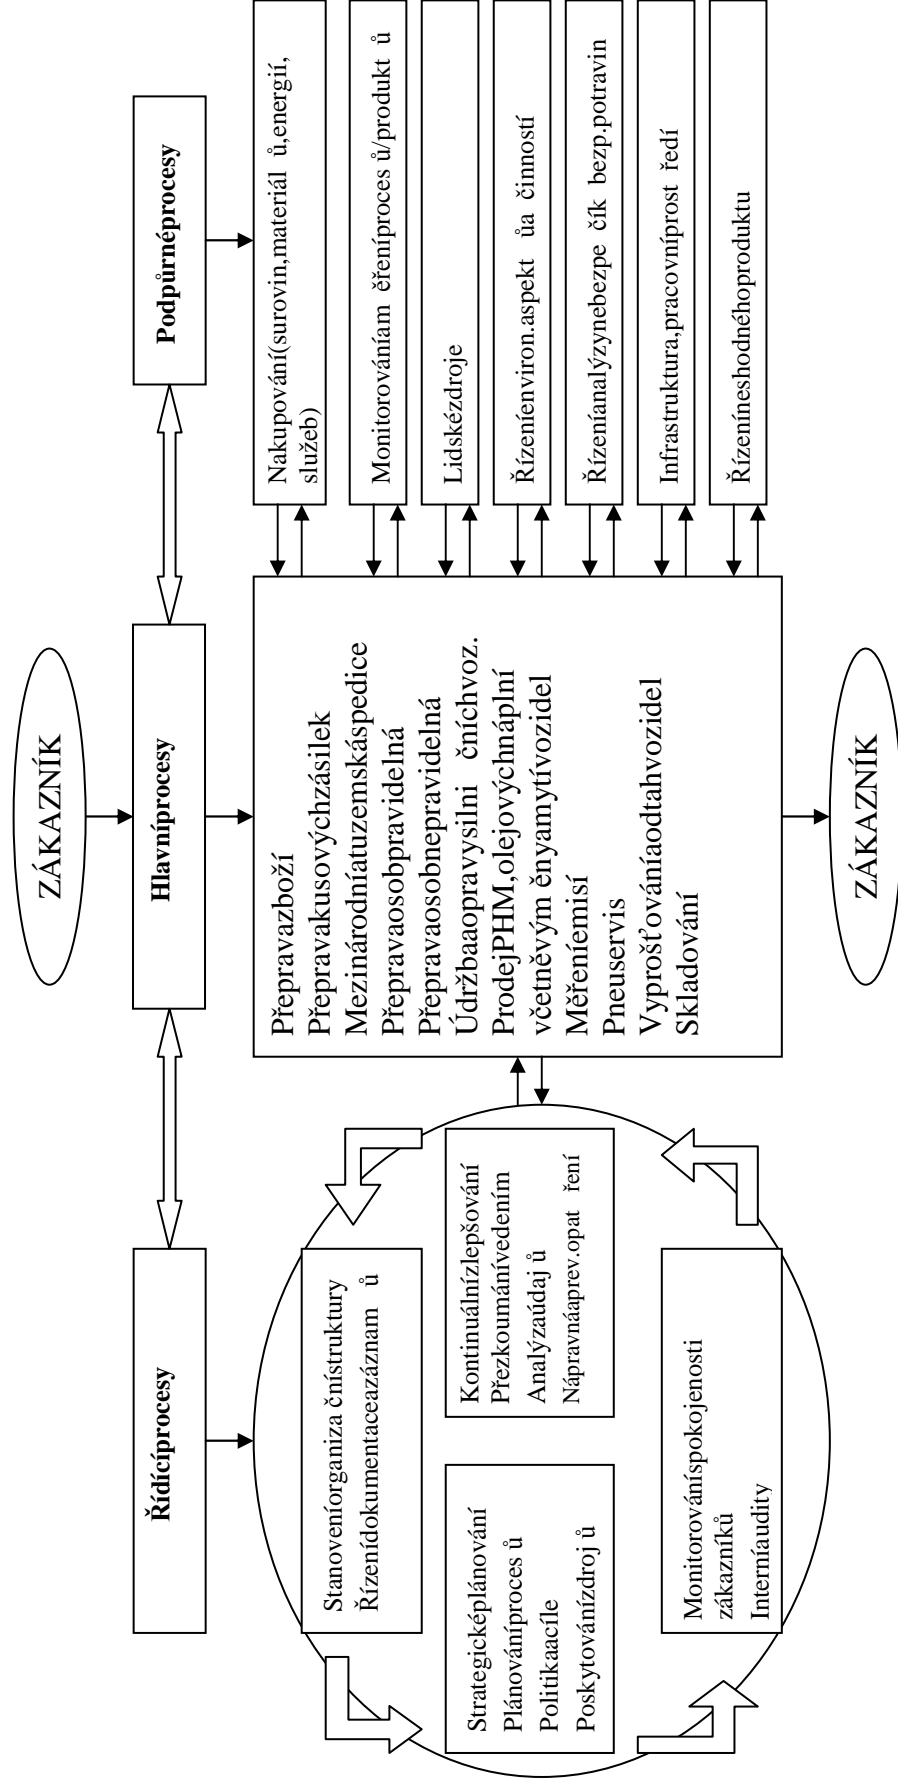 ZÁKAZNÍK
Řídícíprocesy
Hlavníprocesy
Podpůrnéprocesy
Stanoveníorganiza čnístruktury
Řízenídokumentaceazáznam ů
Strategicképlánování
Plánováníproces ů
Politikaacíle
Poskytovánízdroj ů
Kontinuálnízlepšování
Přezkoumánívedením
Analýzaúdaj ů
Nápravnáaprev.opat ření
Monitorováníspokojenosti
zákazníků
Interníaudity
Přepravazboží
Přepravakusovýchzásilek
Mezinárodníatuzemskáspedice
Přepravaosobpravidelná
Přepravaosobnepravidelná
Údržbaaopravysilni čníchvoz.
ProdejPHM,olejovýchnáplní
včetněvým ěnyamytívozidel
Měřeníemisí
Pneuservis
Vyprošťováníaodtahvozidel
Skladování
Nakupování(surovin,materiál ů,energií,
služeb)
Monitorováníam ěřeníproces ů/produkt ů
Lidskézdroje
Řízeníenviron.aspekt ůa činností
Řízeníanalýzynebezpe čík bezp.potravin
Infrastruktura,pracovníprost ředí
Řízeníneshodnéhoproduktu
ZÁKAZNÍK